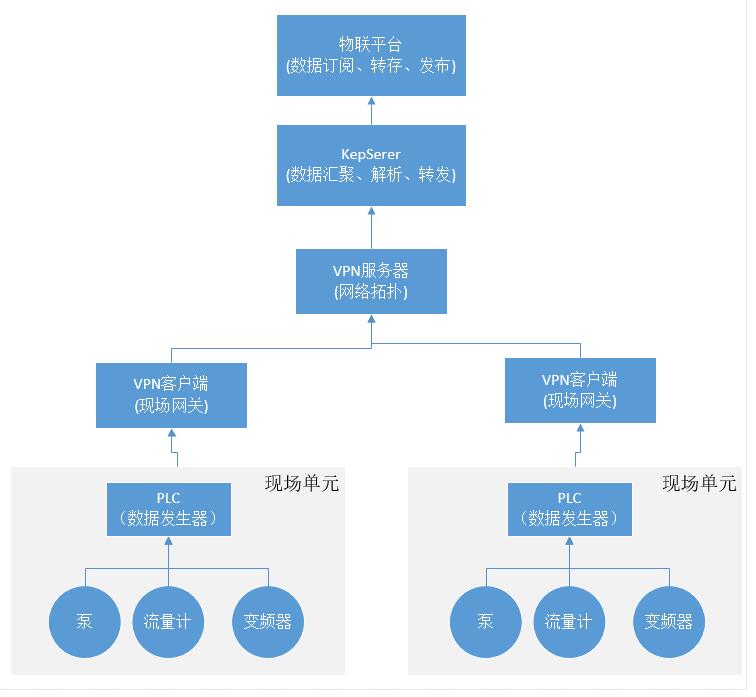 物联平台
(数据订阅、转存、发布)
KepSerer
(数据汇聚、解析、转发)
VPN服务器
(网络拓扑)
VPN客户端
(现场网关)
VPN客户端
(现场网关)
现场单元
PLC
（数据发生器）
泵
流量计
变频器
现场单元
PLC
（数据发生器）
泵
流量计
变频器